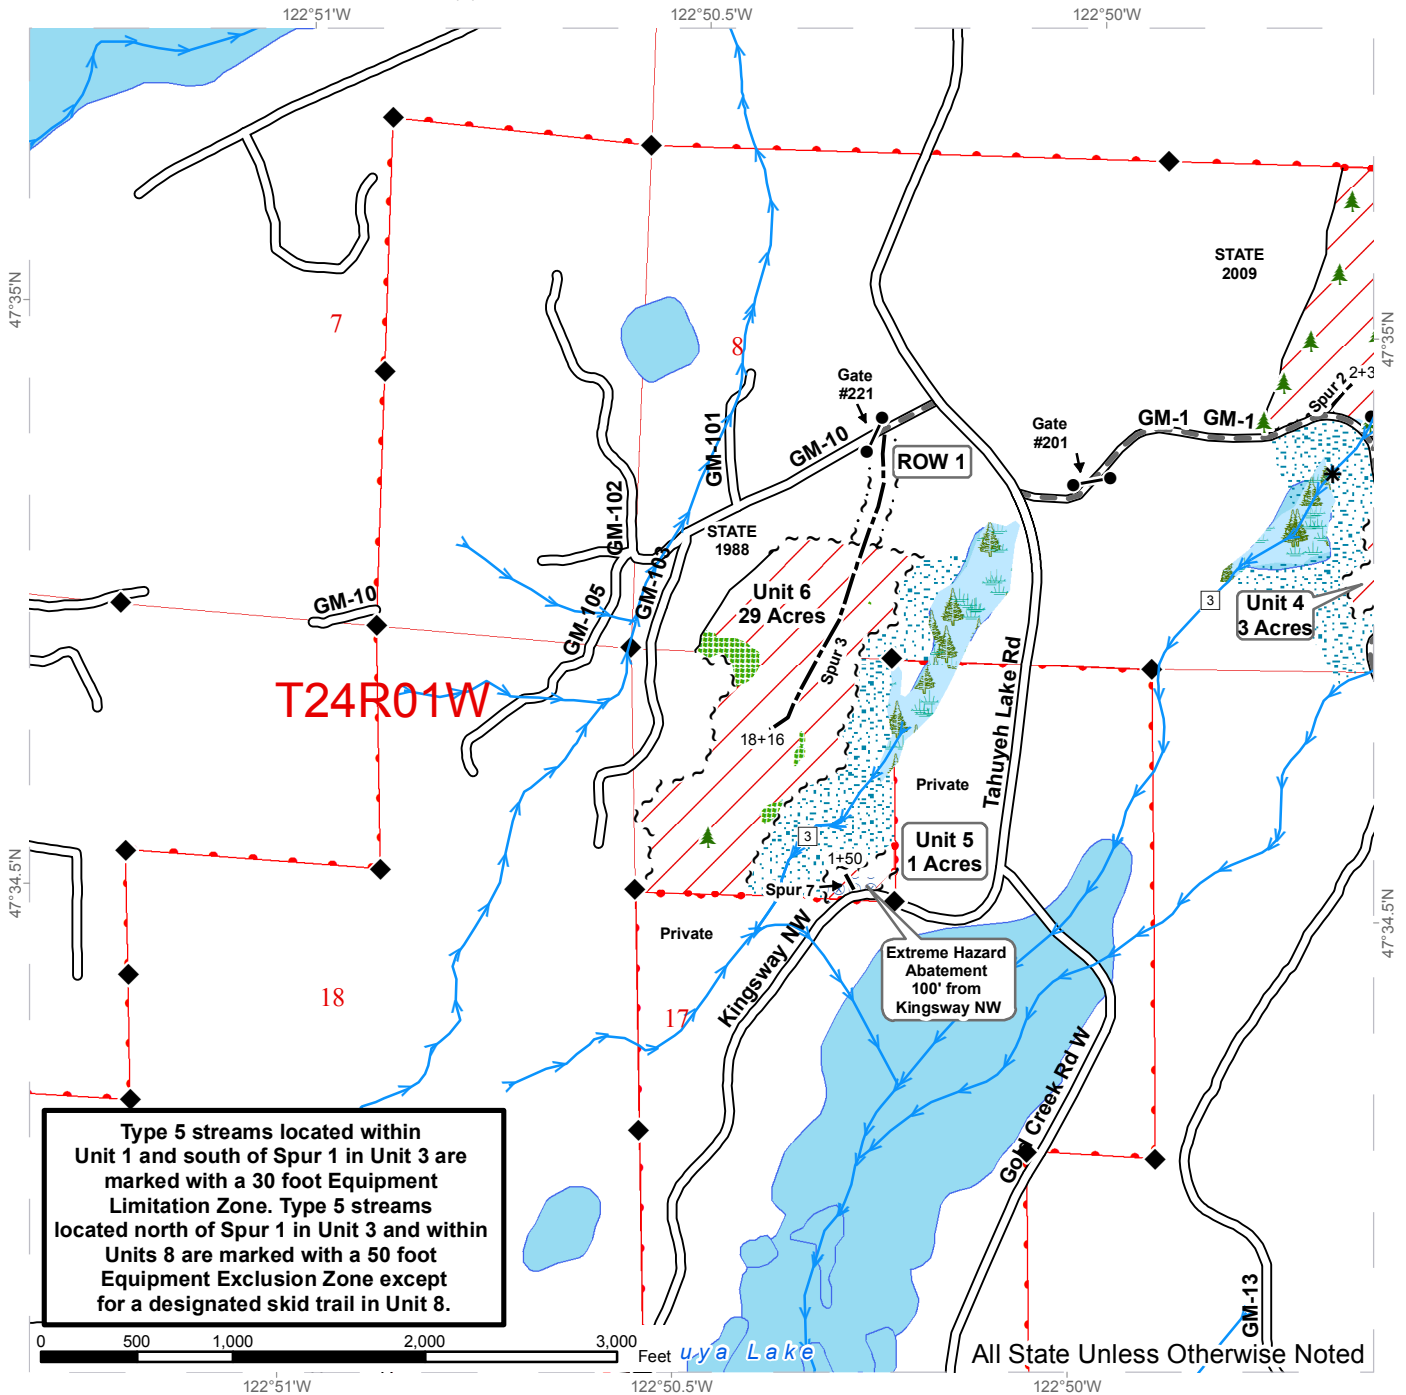 122°51'W
122°50.5'W
122°50'W
47°35'N
47°35'N
47°34.5'N
47°34.5'N
7
8
STATE
2009
Gate
#221
GM-10
ROW 1
Gate
#201
GM-1
GM-1
Spur 2
2+3
GM-101
GM-102
STATE
1988
GM-103
GM-105
GM-10
Unit 6
29 Acres
3
Unit 4
3 Acres
Spur 3
T24R01W
18+16
Tahuyeh Lake Rd
Private
3
Unit 5
1 Acres
1+50
Spur 7
Private
Kingsway NW
Extreme Hazard
Abatement
100' from
Kingsway NW
18
17
Gold Creek Rd W
GM-13
Type 5 streams located within
Unit 1 and south of Spur 1 in Unit 3 are
marked with a 30 foot Equipment
Limitation Zone. Type 5 streams
located north of Spur 1 in Unit 3 and within
Units 8 are marked with a 50 foot
Equipment Exclusion Zone except
for a designated skid trail in Unit 8.
0 500 1,000 2,000 3,000
Feet
uya Lake
All State Unless Otherwise Noted
122°51'W
122°50.5'W
122°50'W